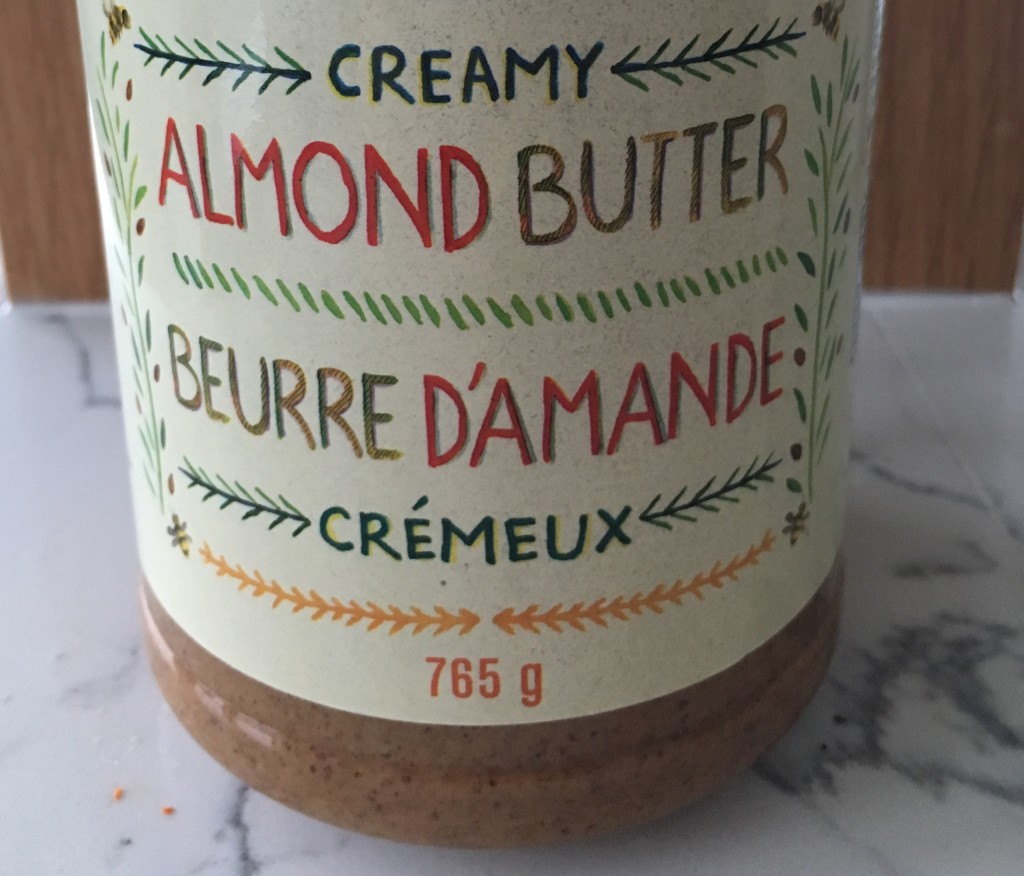 CREAMY
ALMOND BUTTER
BEURRE D'AMANDE
CRÉMEUX
765 g